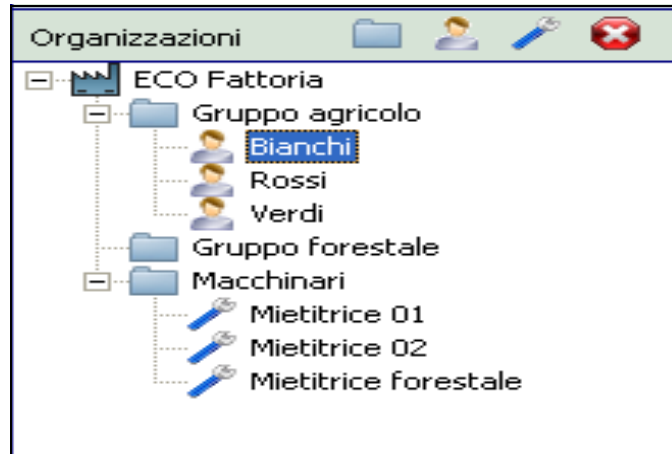 Organizzazioni
ECO Fattoria
Gruppo agricolo
Bianchi
Rossi
Verdi
Gruppo forestale
Macchinari
Mietitrice 01
Mietitrice 02
Mietitrice forestale